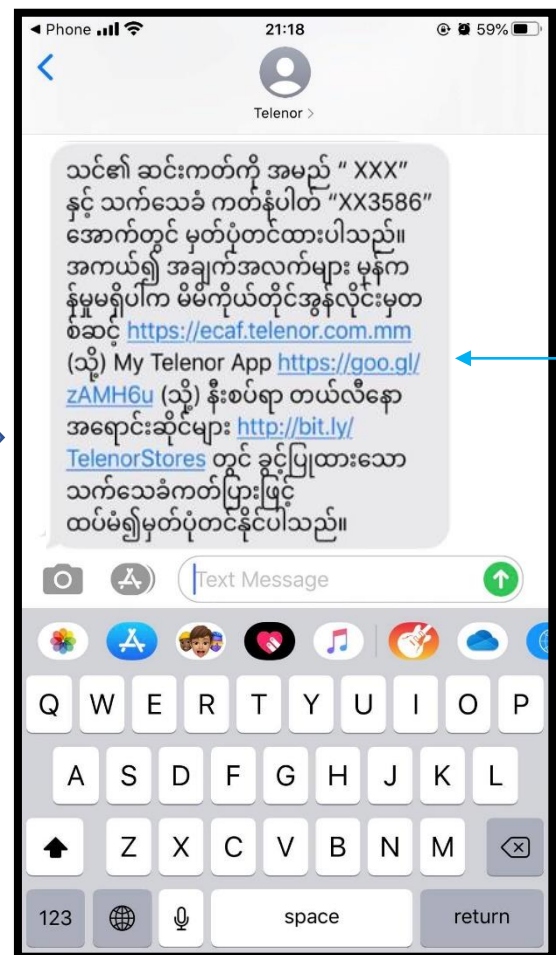 Phone
21:18
59%
Telenor >
သင်၏ ဆင်းကတ်ကို အမည် “ XXX”
နှင့် သက်သေခံ ကတ်နံပါတ် “XX3586”
အောက်တွင် မှတ်ပုံတင်ထားပါသည်။
အကယ်၍ အချက်အလက်များ မှန်က
န်မှုမရှိပါက မိမိကိုယ်တိုင်အွန်လိုင်းမှတ
စ်ဆင့် https://ecaf.telenor.com.mm
(သို့) My Telenor App https://goo.gl/
zAMH6u (သို့) နီးစပ်ရာ တယ်လီနော
အရောင်းဆိုင်များ http://bit.ly/
TelenorStores တွင် ခွင့်ပြုထားသော
သက်သေခံကတ်ပြားဖြင့်
ထပ်မံ၍မှတ်ပုံတင်နိုင်ပါသည်။
Text Message
Q W E R T Y U I O P
A S D F G H J K L
Z X C V B N M
123 space return